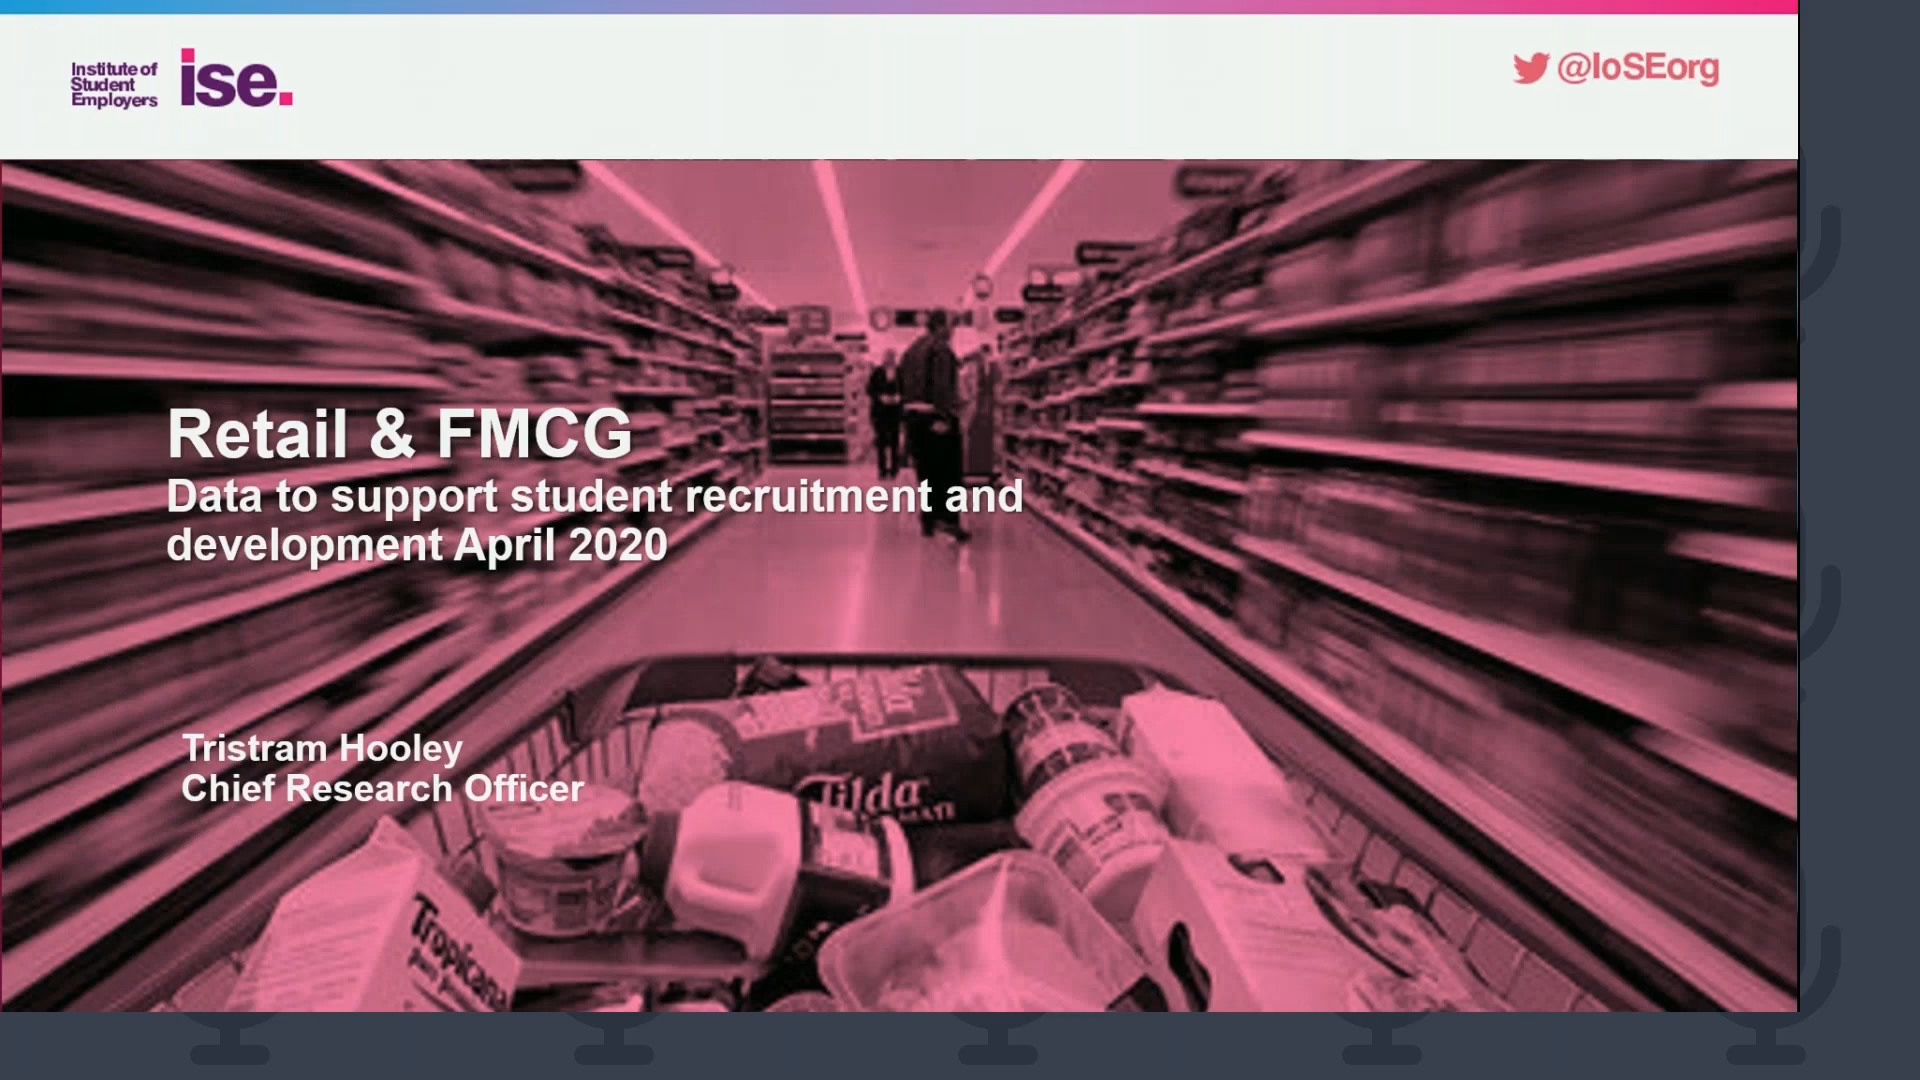 Institute of
Student
Employers
ise.
@IoSEorg
Retail & FMCG
Data to support student recruitment and
development April 2020
Tristram Hooley
Chief Research Officer
Tilda
Tropicana